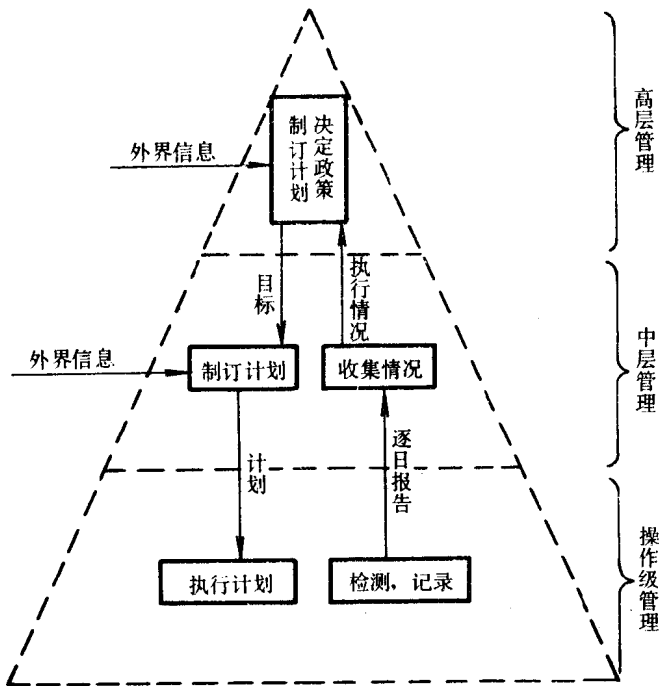 决定政策
制订计划
外界信息
高层管理
目标
执行情况
外界信息
制订计划
收集情况
中层管理
计划
逐日报告
执行计划
检测，记录
操作级管理